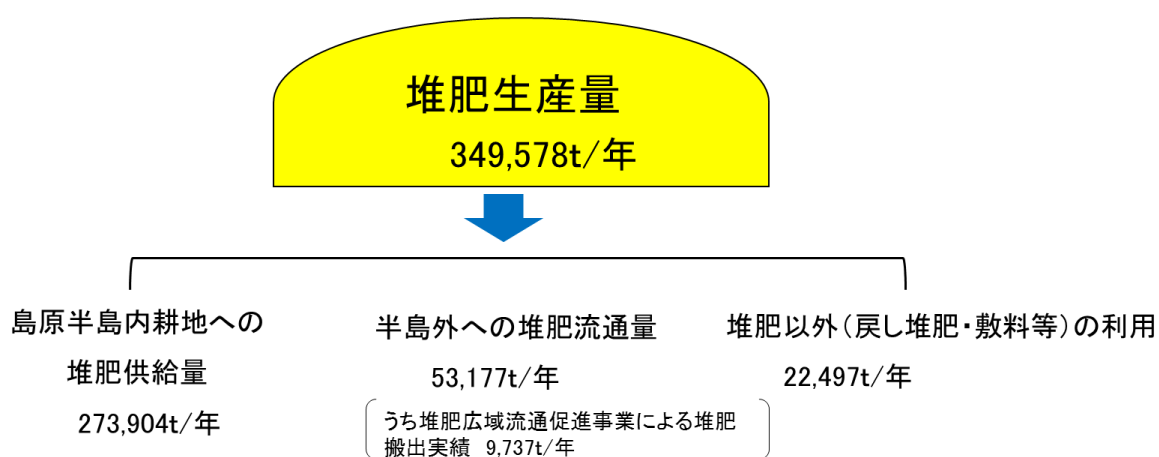 堆肥生産量
349,578t/年
島原半島内耕地への
堆肥供給量
273,904t/年
半島外への堆肥流通量
53,177t/年
うち堆肥広域流通促進事業による堆肥
搬出実績 9,737t/年
堆肥以外(戻し堆肥・敷料等)の利用
22,497t/年